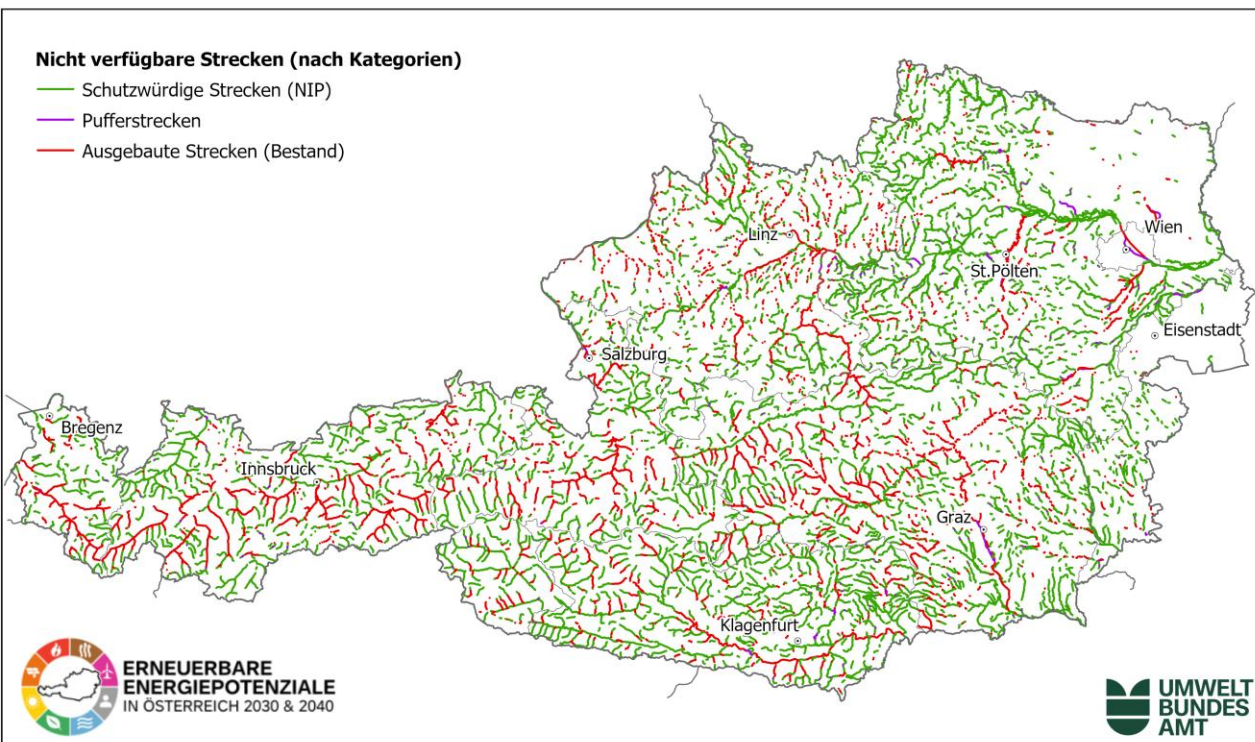 Nicht verfügbare Strecken (nach Kategorien)
Schutzwürdige Strecken (NIP)
Pufferstrecken
Ausgebaute Strecken (Bestand)
Linz
Wien
St.Pölten
Eisenstadt
Salzburg
Bregenz
Innsbruck
Graz
Klagenfurt
ERNEUERBARE
ENERGIEPOTENZIALE
IN ÖSTERREICH 2030 & 2040
UMWELT
BUNDES
AMT